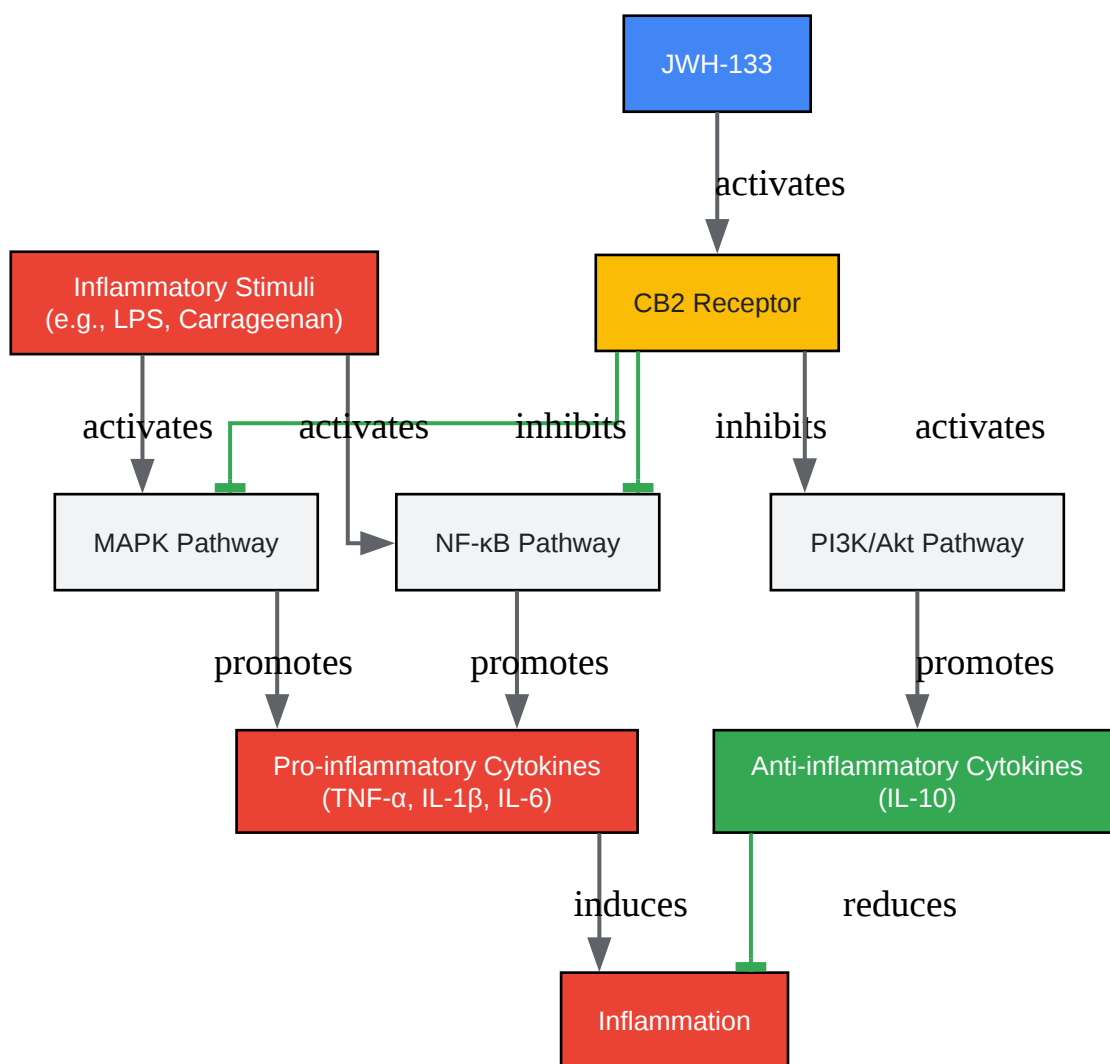 JWH-133
activates
Inflammatory Stimuli
(e.g., LPS, Carrageenan)
CB2 Receptor
activates
activates
inhibits
inhibits
activates
MAPK Pathway
NF-κB Pathway
PI3K/Akt Pathway
promotes
promotes
promotes
Pro-inflammatory Cytokines
(TNF-α, IL-1β, IL-6)
Anti-inflammatory Cytokines
(IL-10)
induces
reduces
Inflammation